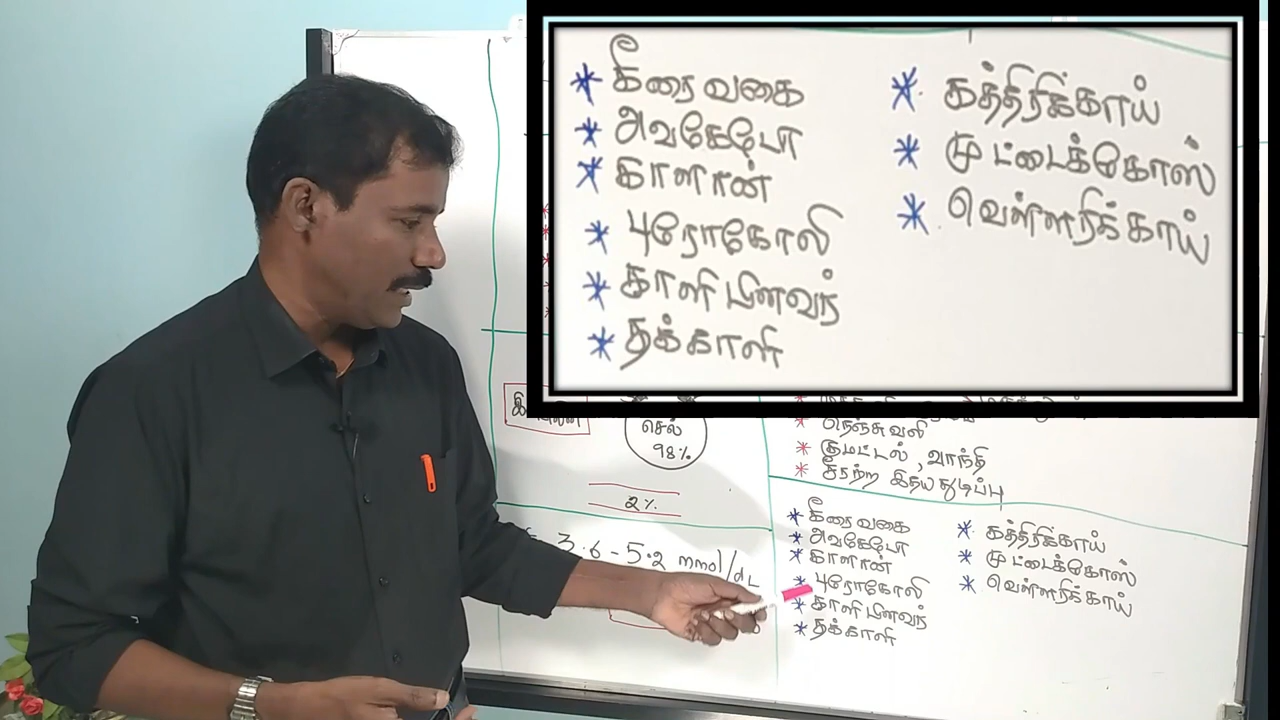 கீரை வகை
அவகேடோ
காளான்
புரோகோலி
காளிபிளவர்
தக்காளி
கத்திரிக்காய்
முட்டைக்கோஸ்
வெள்ளரிக்காய்
செல்
98%
2%
3.6 - 5.2 mmol/dL
நெஞ்சுவலி
குமட்டல் , வாந்தி
சீரற்ற இதயதுடிப்பு
கீரை வகை
அவகேடோ
காளான்
புரோகோலி
காளிபிளவர்
தக்காளி
கத்திரிக்காய்
முட்டைக்கோஸ்
வெள்ளரிக்காய்